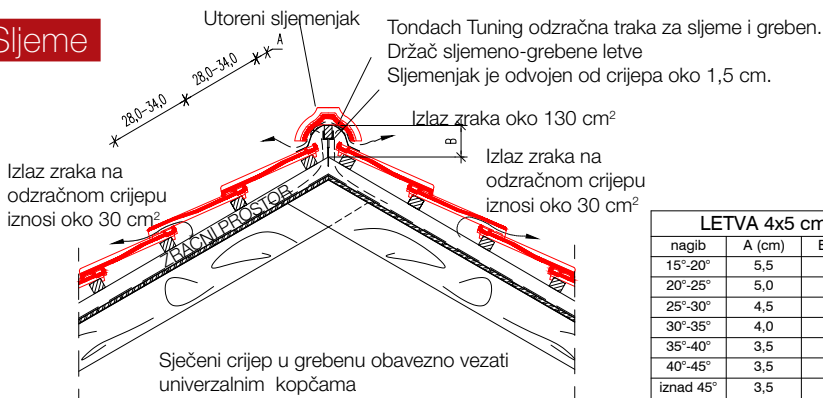 Sljeme
Utoreni sljemenjak
Tondach Tuning odzračna traka za sljeme i greben.
Držač sljemeno-grebene letve
Sljemenjak je odvojen od crijepa oko 1,5 cm.
A
28,0-34,0
28,0-34,0
Izlaz zraka oko 130 cm²
B
Izlaz zraka na
odzračnom crijepu
iznosi oko 30 cm²
Izlaz zraka na
odzračnom crijepu
iznosi oko 30 cm²
ZRAČNI PROSTOR
Sječeni crijep u grebenu obavezno vezati
univerzalnim kopčama
LETVA 4x5 cm
nagib A (cm)
15°-20° 5,5
20°-25° 5,0
25°-30° 4,5
30°-35° 4,0
35°-40° 3,5
40°-45° 3,5
iznad 45° 3,5